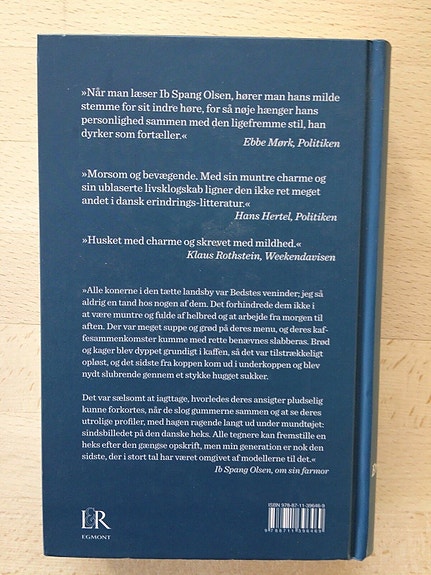 »Når man læser Ib Spang Olsen, hører man hans milde
stemme for sit indre høre, for så nøje hænger hans
personlighed sammen med den ligefremme stil, han
dyrker som fortæller.«
Ebbe Mørk, Politiken
»Morsom og bevægende. Med sin muntre charme og
sin ublaserte livsklogskab ligner den ikke ret meget
andet i dansk erindrings-litteratur.«
Hans Hertel, Politiken
»Husket med charme og skrevet med mildhed.«
Klaus Rothstein, Weekendavisen
»Alle konerne i den tætte landsby var Bedstes veninder; jeg så
aldrig en tand hos nogen af dem. Det forhindrede dem ikke i
at være muntre og fulde af helbred og at arbejde fra morgen til
aften. Der var meget suppe og grød på deres menu, og deres kaf-
fesammenkomster kumme med rette benævnes slabberas. Brød
og kager blev dyppet grundigt i kaffen, så det var tilstrækkeligt
opløst, og det sidste fra koppen kom ud i underkoppen og blev
nydt slubrende gennem et stykke hugget sukker.
Det var sælsomt at iagttage, hvorledes deres ansigter pludselig
kunne forkortes, når de slog gummerne sammen og at se deres
utrolige profiler, med hagen ragende langt ud under mundtøjet:
sindsbilledet på den danske heks. Alle tegnere kan fremstille en
heks efter den gængse opskrift, men min generation er nok den
sidste, der i stort tal har været omgivet af modellerne til det.«
Ib Spang Olsen, om sin farmor
L&R
EGMONT
ISBN 978-87-11-39646-9
9 788711 396469